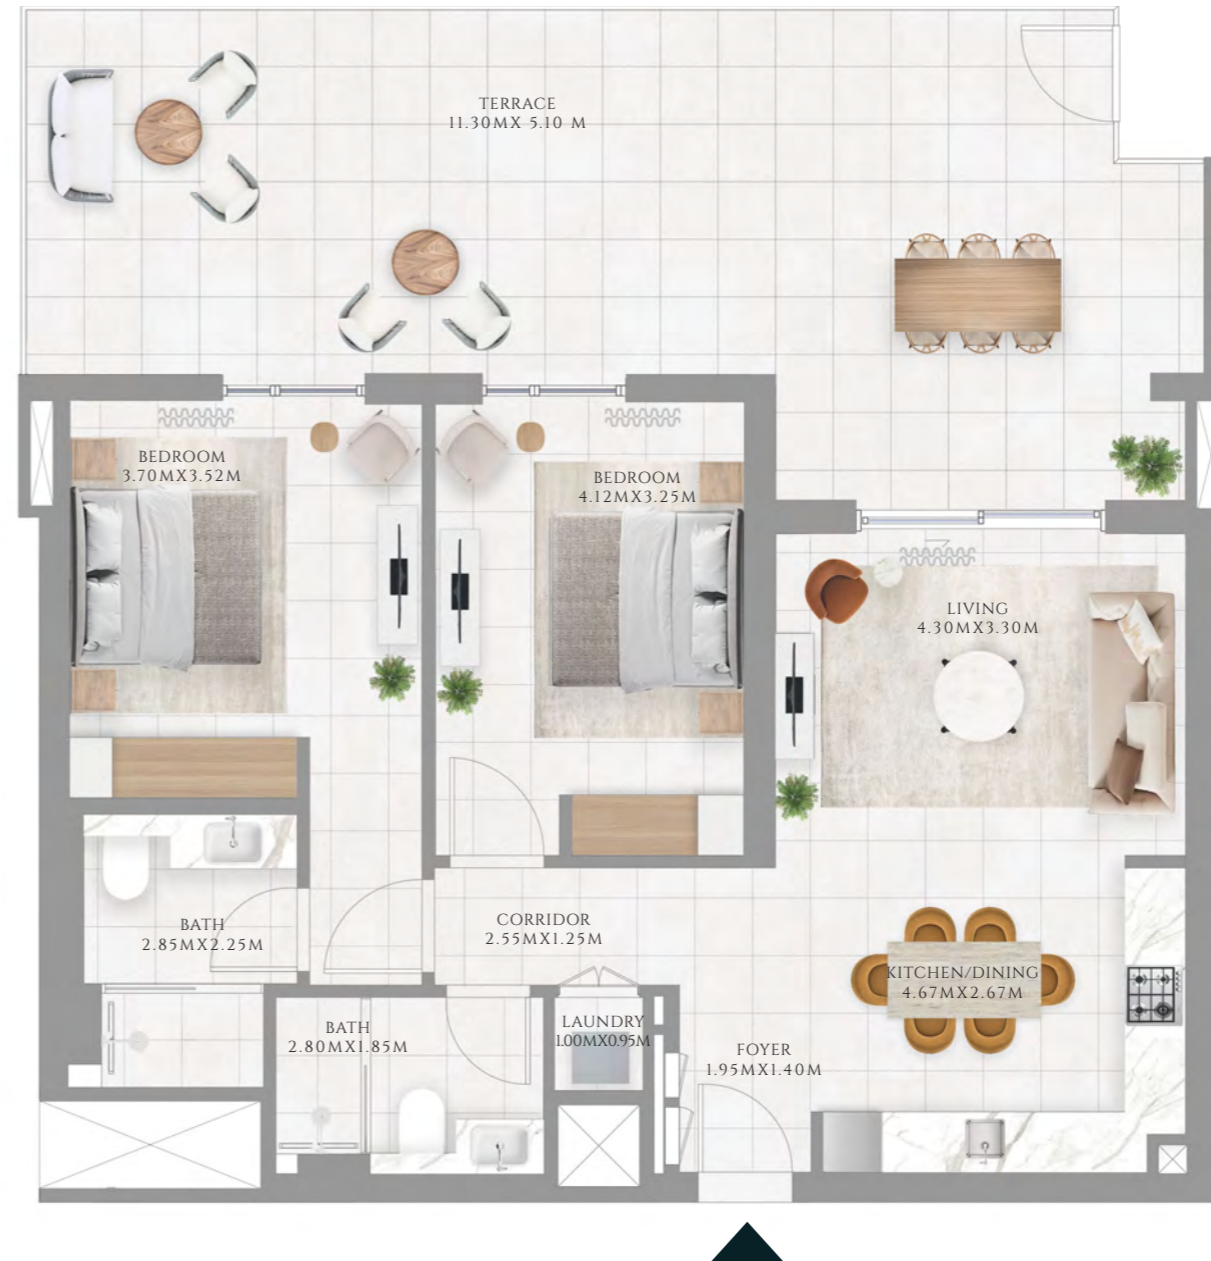 TERRACE
11.30MX 5.10 M
BEDROOM
3.70MX3.52M
BEDROOM
4.12MX3.25M
LIVING
4.30MX3.30M
BATH
2.85MX2.25M
CORRIDOR
2.55MX1.25M
KITCHEN/DINING
4.67MX2.67M
BATH
2.80MX1.85M
LAUNDRY
1.00MX0.95M
FOYER
1.95MX1.40M